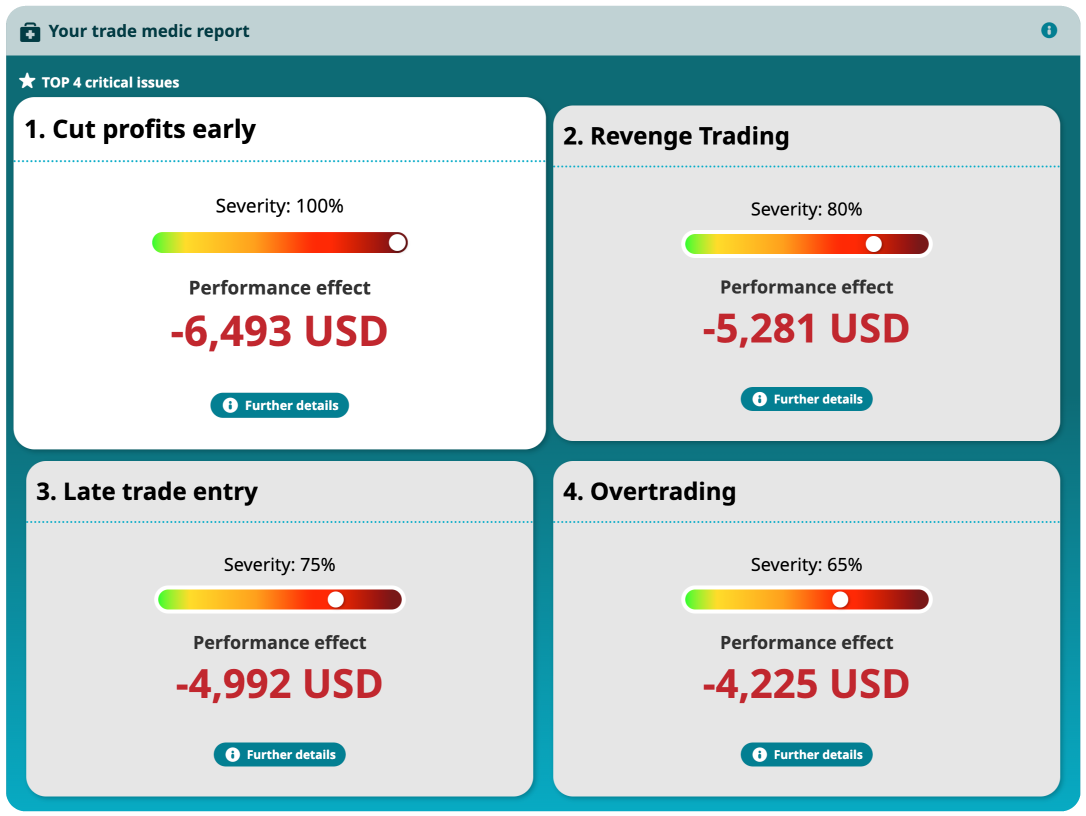 Your trade medic report
TOP 4 critical issues
1. Cut profits early
Severity: 100%
Performance effect
-6,493 USD
Further details
2. Revenge Trading
Severity: 80%
Performance effect
-5,281 USD
Further details
3. Late trade entry
Severity: 75%
Performance effect
-4,992 USD
Further details
4. Overtrading
Severity: 65%
Performance effect
-4,225 USD
Further details